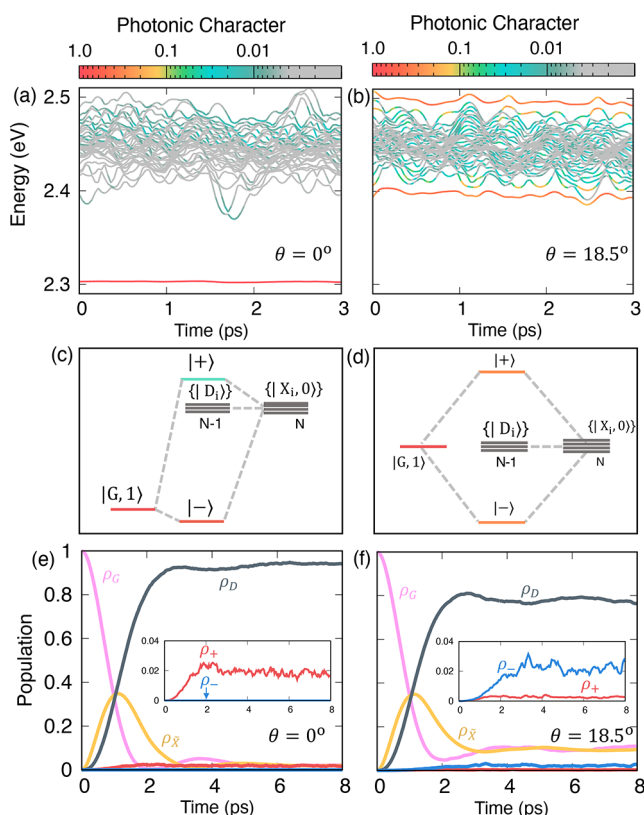 Photonic Character Photonic Character
1.0 0.1 0.01 1.0 0.1 0.01
(a) (b)
2.5
2.4
2.3
Energy (eV)
θ = 0° θ = 18.5°
0 1 2 3 0 1 2 3
Time (ps) Time (ps)
(c) (d)
|+⟩
{| Dᵢ⟩} {| Xᵢ, 0⟩}
N-1 N
|G, 1⟩ |−⟩
|+⟩
{| Dᵢ⟩} {| Xᵢ, 0⟩}
|G, 1⟩ N-1 N
|−⟩
(e) (f)
1
0.8
0.6
0.4
0.2
0
Population
ρ_G ρ_D
0.04
0.02
0
ρ_+
ρ_−
0 2 4 6 8
ρ_X̃ θ = 0°
0 2 4 6 8
Time (ps)
ρ_G ρ_D
0.04
0.02
0
ρ_−
ρ_+
0 2 4 6 8
ρ_X̃ θ = 18.5°
0 2 4 6 8
Time (ps)